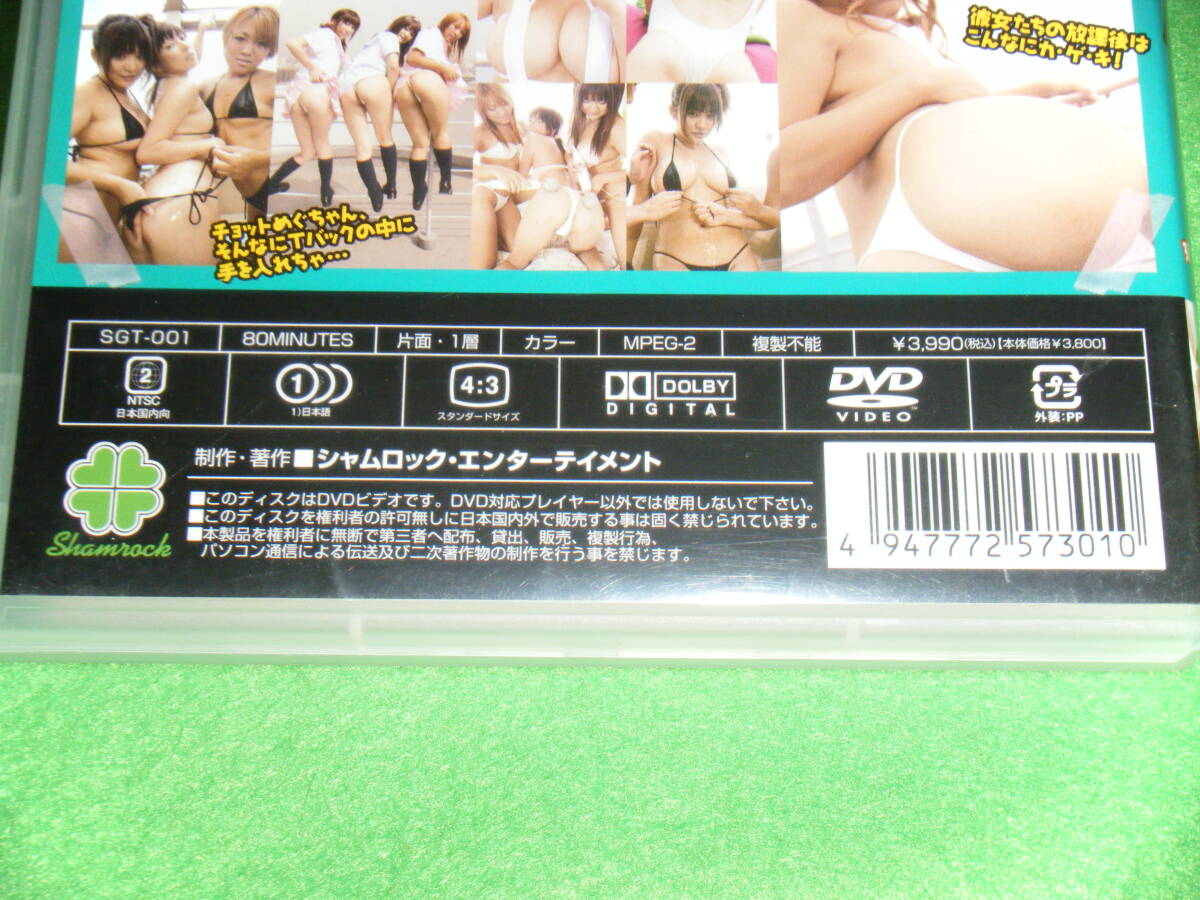 彼女たちの放課後は
こんなにカ・ゲ・キ!
チョットめぐちゃん、
そんなにTバックの中に
手を入れちゃ・・・
SGT-001 80MINUTES 片面・1層 カラー MPEG-2 複製不能 ¥3,990(税込)【本体価格¥3,800】
2 1 4:3 DOLBY DVD プラ
NTSC 1)日本語 スタンダードサイズ DIGITAL VIDEO 外装:PP
日本国内向
制作・著作■シャムロック・エンターテイメント
■このディスクはDVDビデオです。DVD対応プレイヤー以外では使用しないで下さい。
■このディスクを権利者の許可無しに日本国内外で販売する事は固く禁じられています。
■本製品を権利者に無断で第三者へ配布、貸出、販売、複製行為、
パソコン通信による伝送及び二次著作物の制作を行う事を禁じます。
Shamrock
4 947772 573010